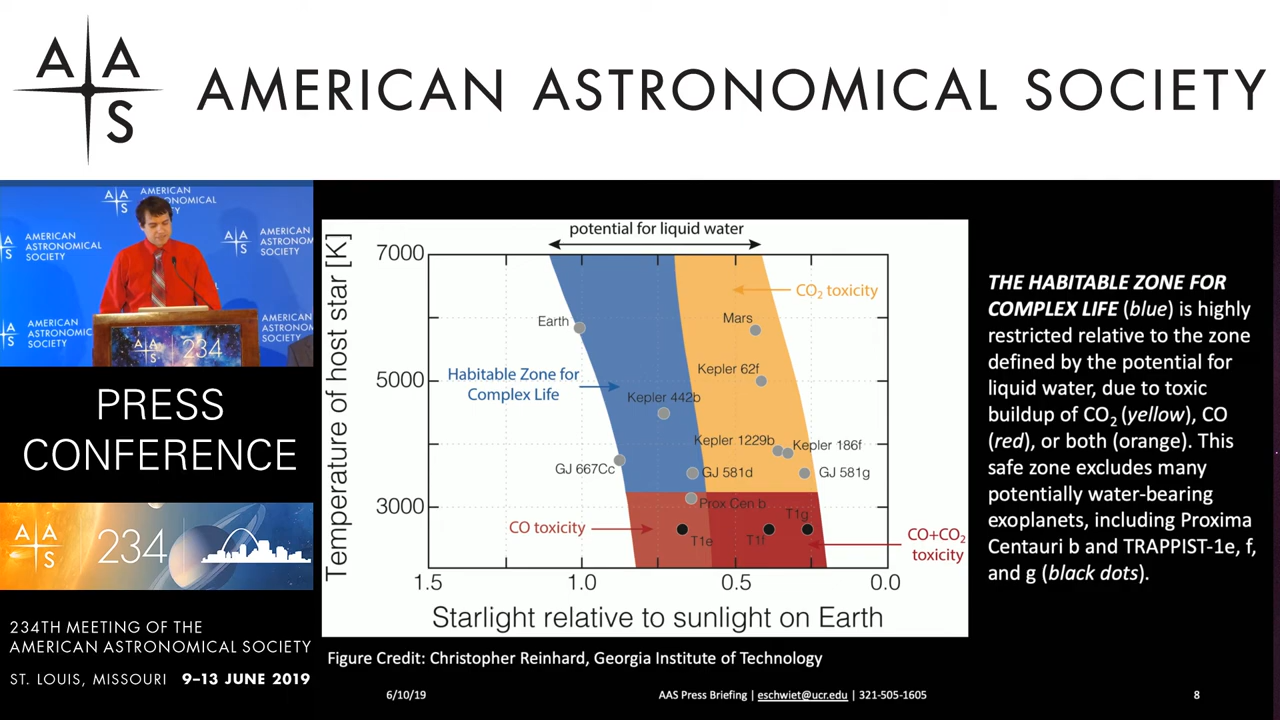 A A
S
AMERICAN ASTRONOMICAL SOCIETY
A A
S
AMERICAN
ASTRONOMICAL
SOCIETY
AMERICAN
ASTRONOMICAL
SOCIETY
A A
S
A A
S
234
PRESS
CONFERENCE
A A
S
234
234TH MEETING OF THE
AMERICAN ASTRONOMICAL SOCIETY
ST. LOUIS, MISSOURI 9–13 JUNE 2019
potential for liquid water
Temperature of host star [K]
7000
5000
3000
CO₂ toxicity
Earth
Mars
Kepler 62f
Habitable Zone for
Complex Life
Kepler 442b
Kepler 1229b
Kepler 186f
GJ 667Cc
GJ 581d
GJ 581g
Prox Cen b
T1g
CO toxicity
T1e
T1f
CO+CO₂
toxicity
1.5 1.0 0.5 0.0
Starlight relative to sunlight on Earth
THE HABITABLE ZONE FOR
COMPLEX LIFE (blue) is highly
restricted relative to the zone
defined by the potential for
liquid water, due to toxic
buildup of CO₂ (yellow), CO
(red), or both (orange). This
safe zone excludes many
potentially water-bearing
exoplanets, including Proxima
Centauri b and TRAPPIST-1e, f,
and g (black dots).
Figure Credit: Christopher Reinhard, Georgia Institute of Technology
6/10/19
AAS Press Briefing | eschwiet@ucr.edu | 321-505-1605
8